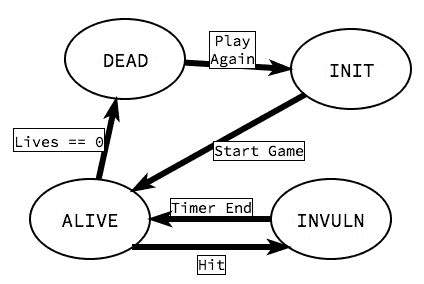 DEAD
Play
Again
INIT
Lives == 0
Start Game
ALIVE
Timer End
INVULN
Hit